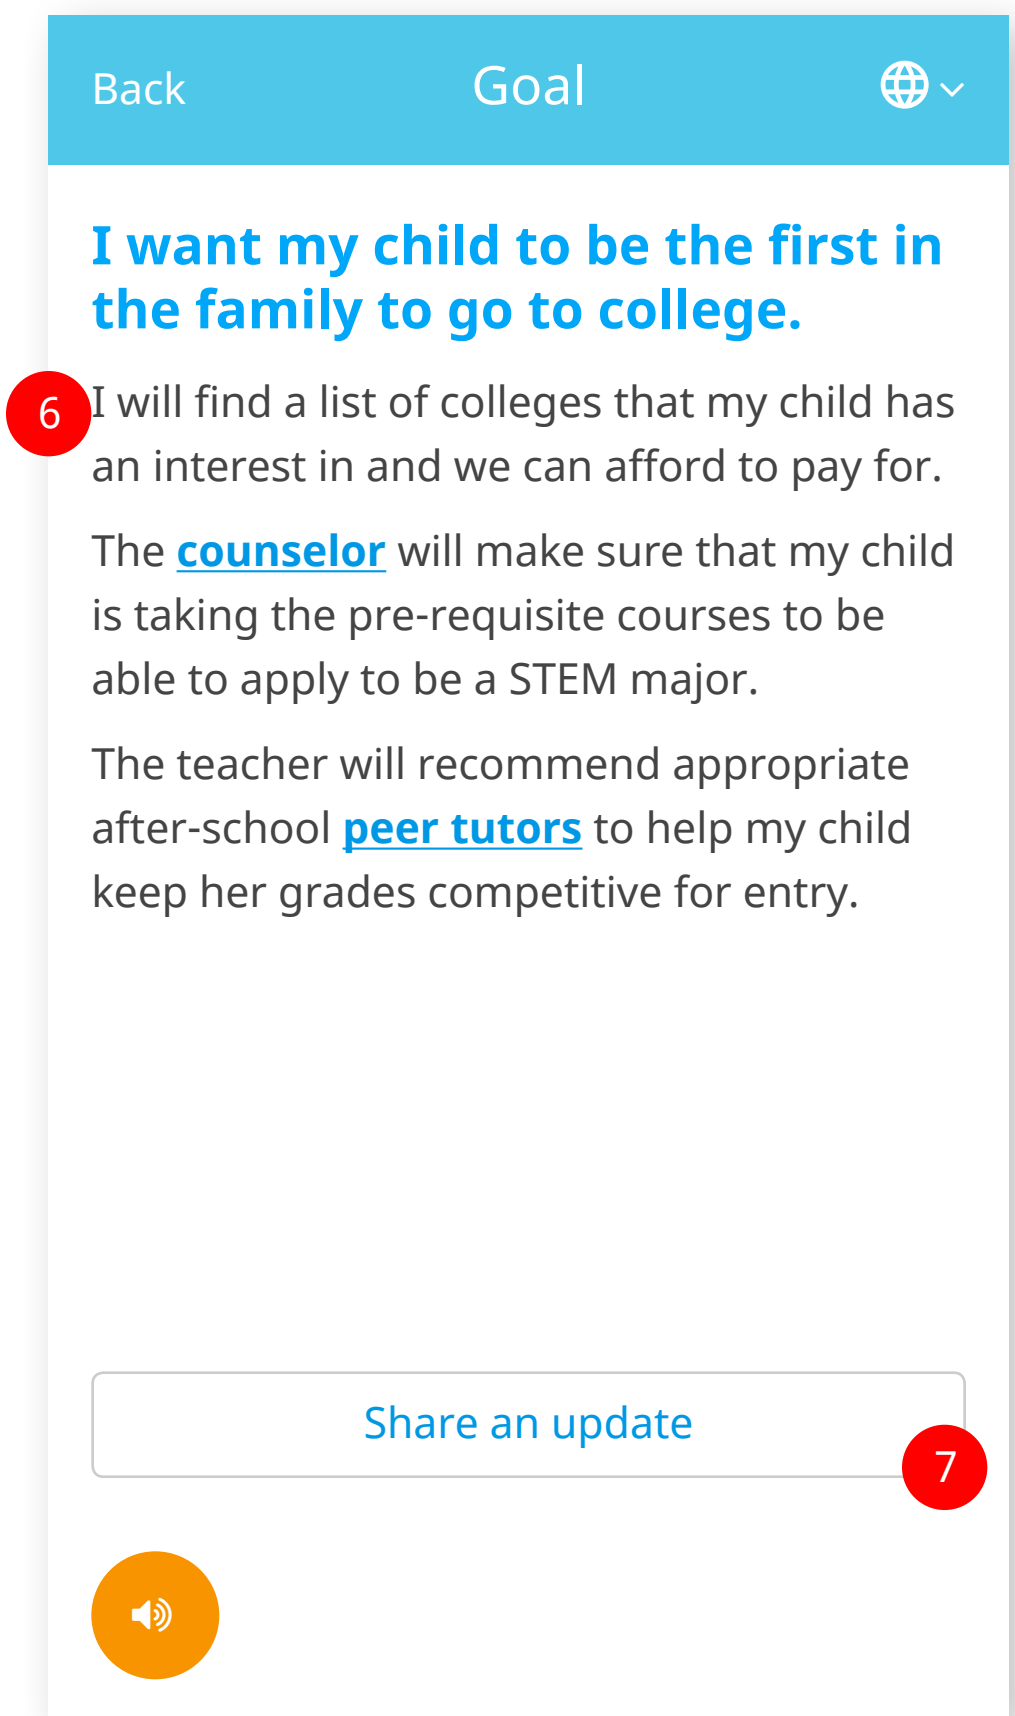 Back Goal
I want my child to be the first in
the family to go to college.
6
I will find a list of colleges that my child has
an interest in and we can afford to pay for.
The counselor will make sure that my child
is taking the pre-requisite courses to be
able to apply to be a STEM major.
The teacher will recommend appropriate
after-school peer tutors to help my child
keep her grades competitive for entry.
Share an update
7